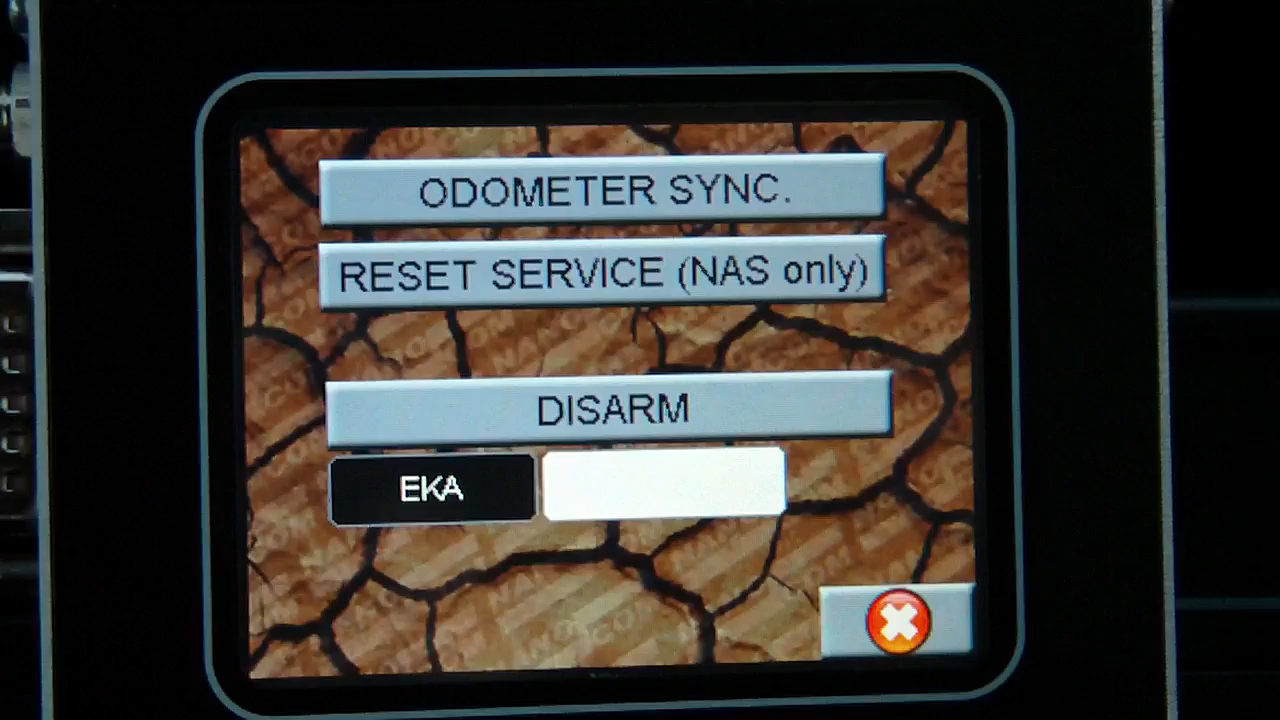 ODOMETER SYNC.
RESET SERVICE (NAS only)
DISARM
EKA